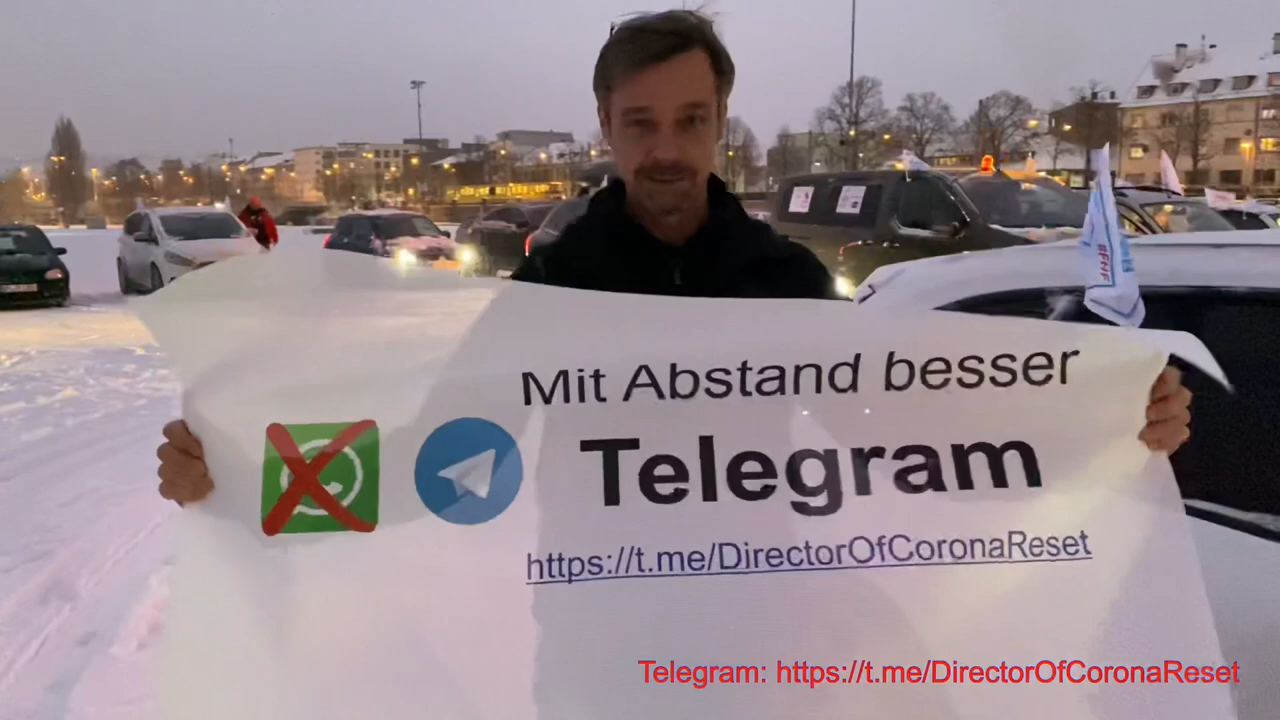 Mit Abstand besser
Telegram
https://t.me/DirectorOfCoronaReset
Telegram: https://t.me/DirectorOfCoronaReset